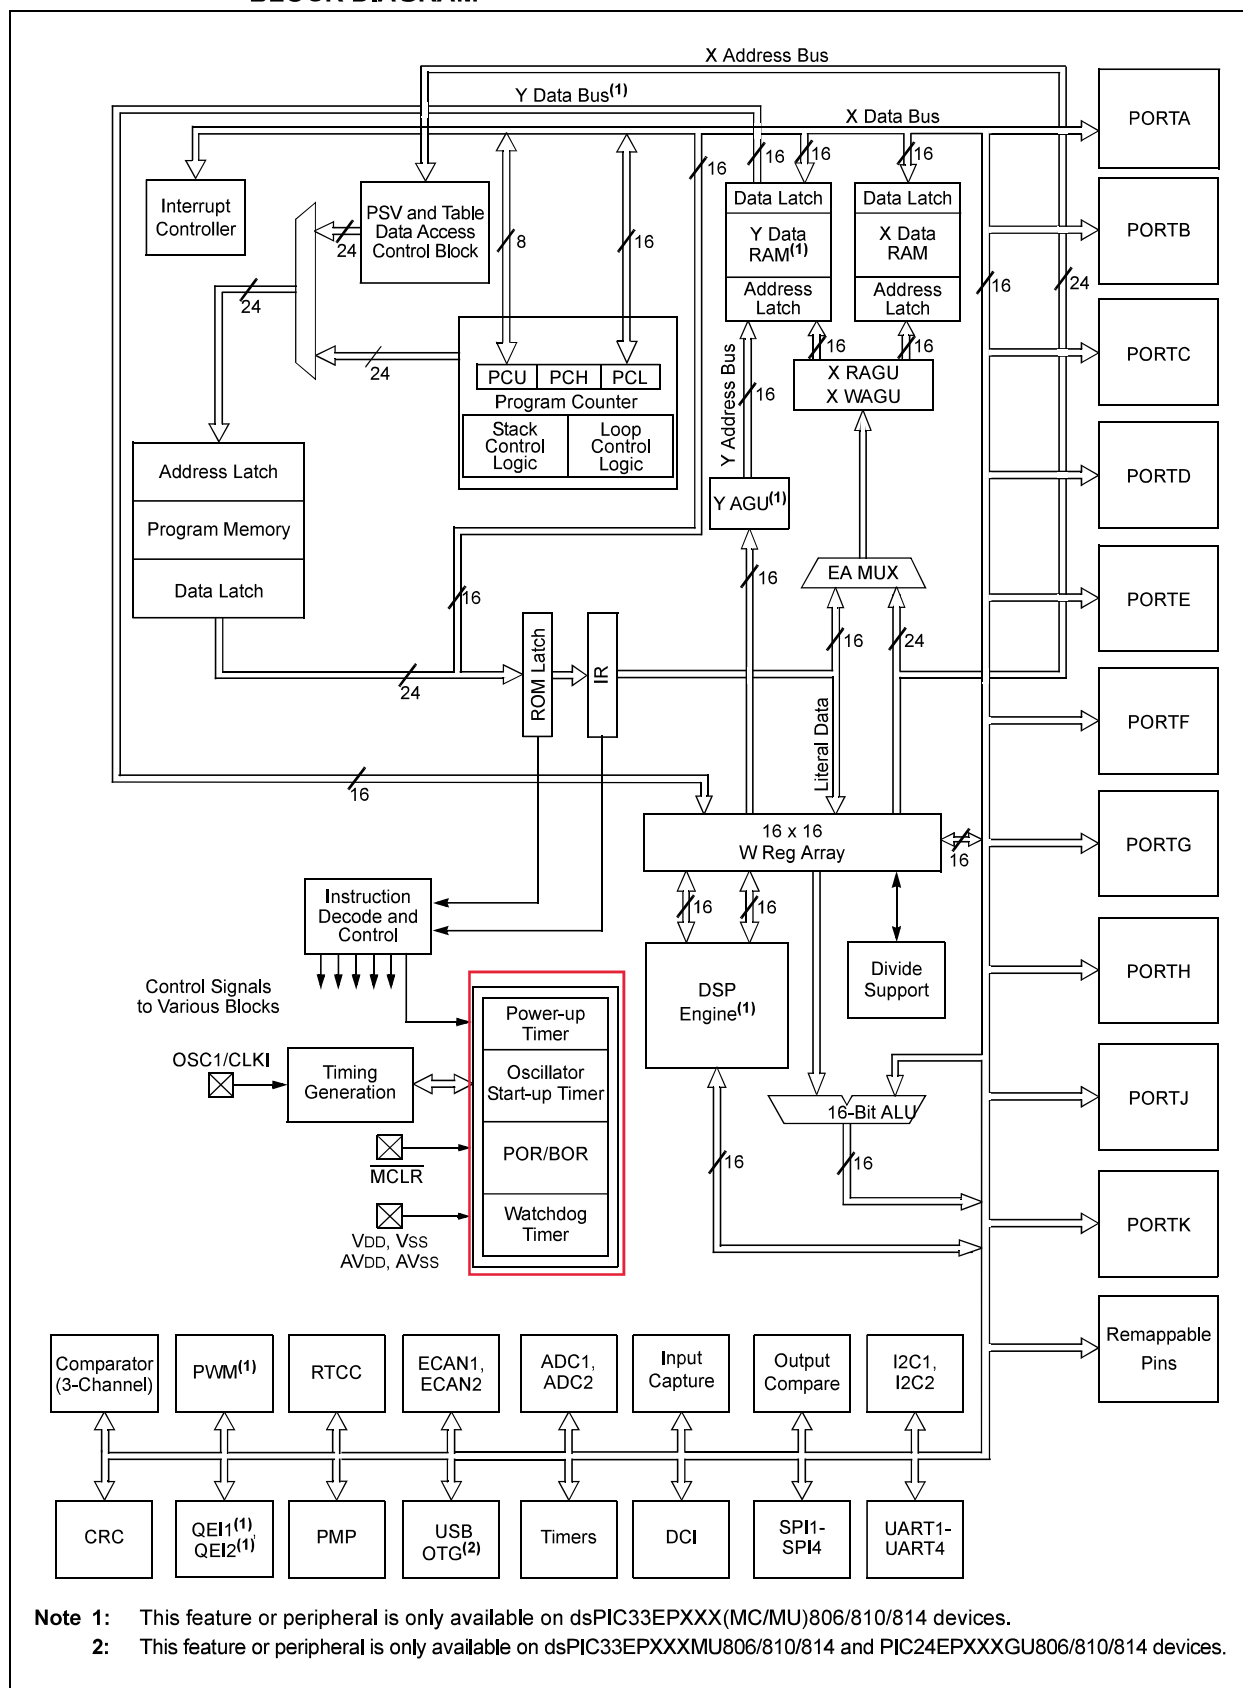 X Address Bus
Y Data Bus(1)
X Data Bus
PORTA
16
16
16
16
Interrupt
Controller
PSV and Table
Data Access
Control Block
24
8
16
Data Latch
Y Data
RAM(1)
Address
Latch
Data Latch
X Data
RAM
Address
Latch
PORTB
16
24
24
24
PCU
PCH
PCL
Program Counter
Stack
Control
Logic
Loop
Control
Logic
16
16
X RAGU
X WAGU
PORTC
Y Address Bus
16
Address Latch
Program Memory
Data Latch
Y AGU(1)
PORTD
16
EA MUX
PORTE
16
24
ROM Latch
IR
16
24
Literal Data
PORTF
16
16 x 16
W Reg Array
16
PORTG
Instruction
Decode and
Control
16
16
Control Signals
to Various Blocks
DSP
Engine(1)
Divide
Support
PORTH
Power-up
Timer
OSC1/CLKI
Timing
Generation
Oscillator
Start-up Timer
16-Bit ALU
PORTJ
POR/BOR
MCLR
16
16
Watchdog
Timer
VDD, VSS
AVDD, AVSS
PORTK
Remappable
Pins
Comparator
(3-Channel)
PWM(1)
RTCC
ECAN1,
ECAN2
ADC1,
ADC2
Input
Capture
Output
Compare
I2C1,
I2C2
CRC
QEI1(1),
QEI2(1)
PMP
USB
OTG(2)
Timers
DCI
SPI1-
SPI4
UART1-
UART4
Note 1: This feature or peripheral is only available on dsPIC33EPXXX(MC/MU)806/810/814 devices.
2: This feature or peripheral is only available on dsPIC33EPXXXMU806/810/814 and PIC24EPXXXGU806/810/814 devices.